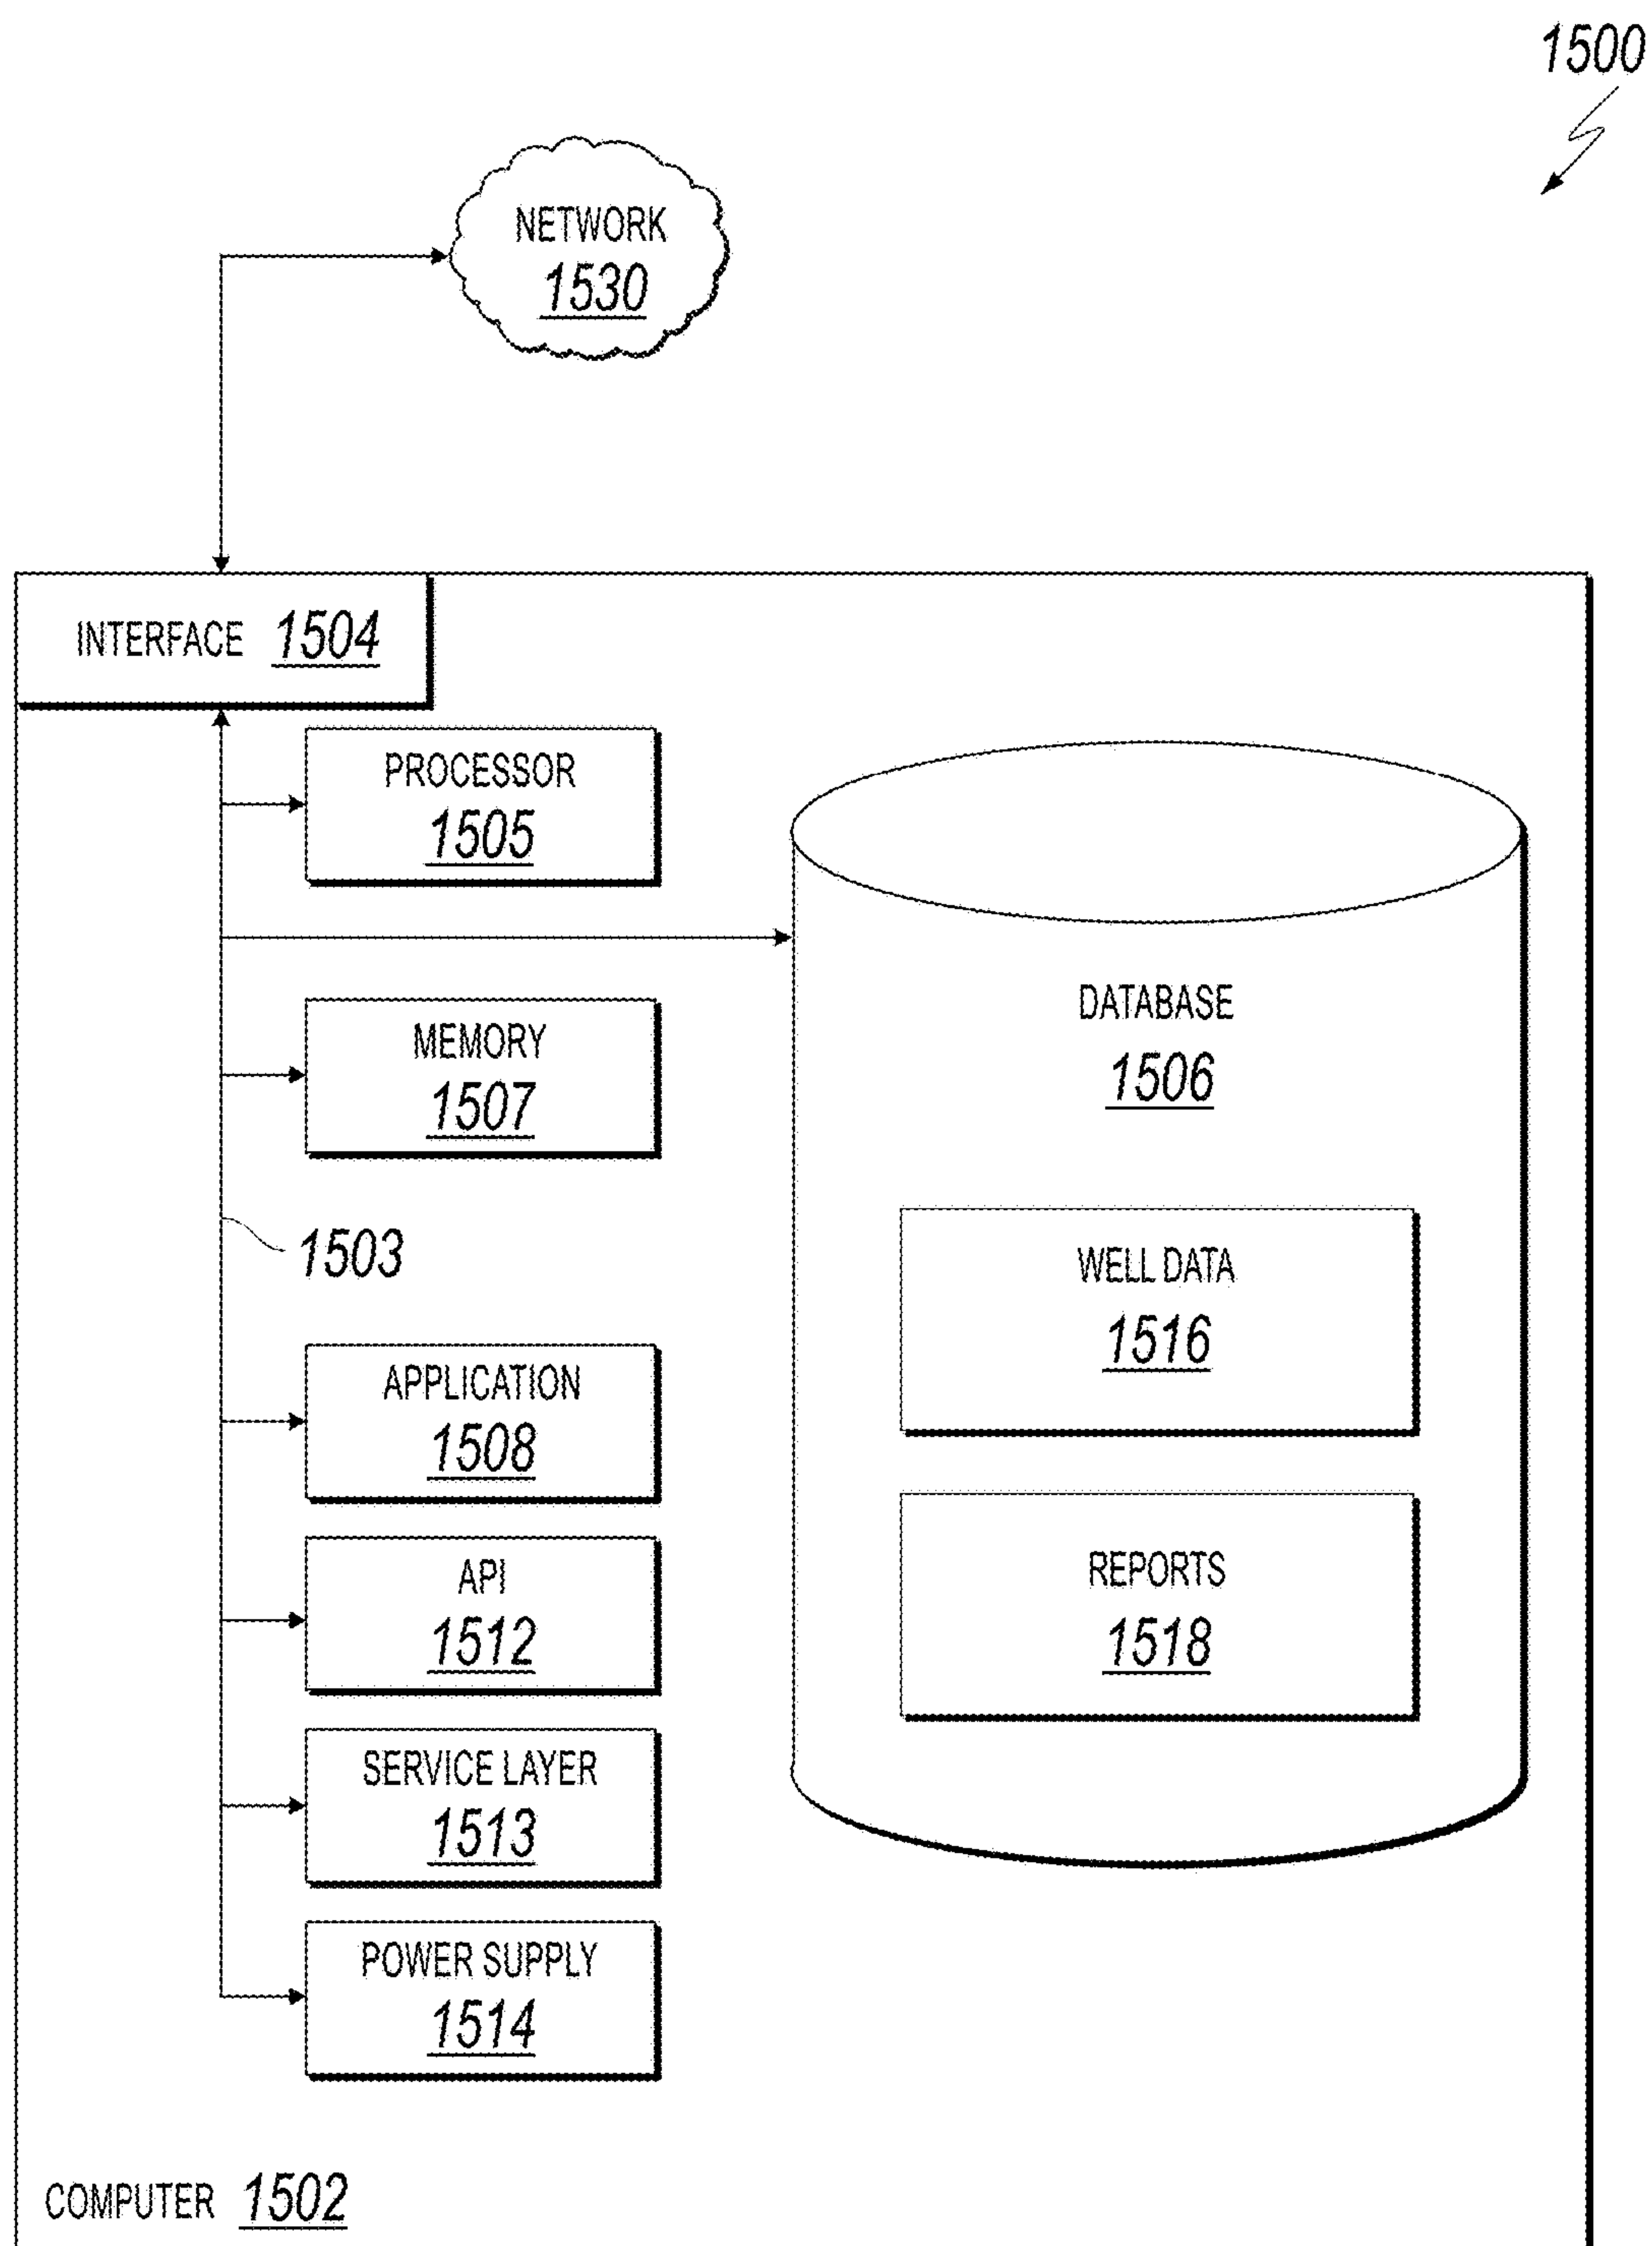 1500
NETWORK
1530
INTERFACE 1504
PROCESSOR
1505
DATABASE
1506
MEMORY
1507
1503
WELL DATA
1516
APPLICATION
1508
REPORTS
1518
API
1512
SERVICE LAYER
1513
POWER SUPPLY
1514
COMPUTER 1502